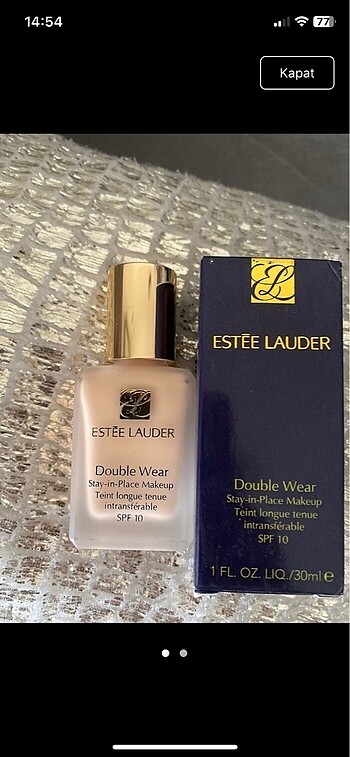 14:54
77
Kapat
ESTĒE LAUDER
Double Wear
Stay-in-Place Makeup
Teint longue tenue
intransférable
SPF 10
ESTĒE LAUDER
Double Wear
Stay-in-Place Makeup
Teint longue tenue
intransférable
SPF 10
1 FL. OZ. LIQ./30ml e